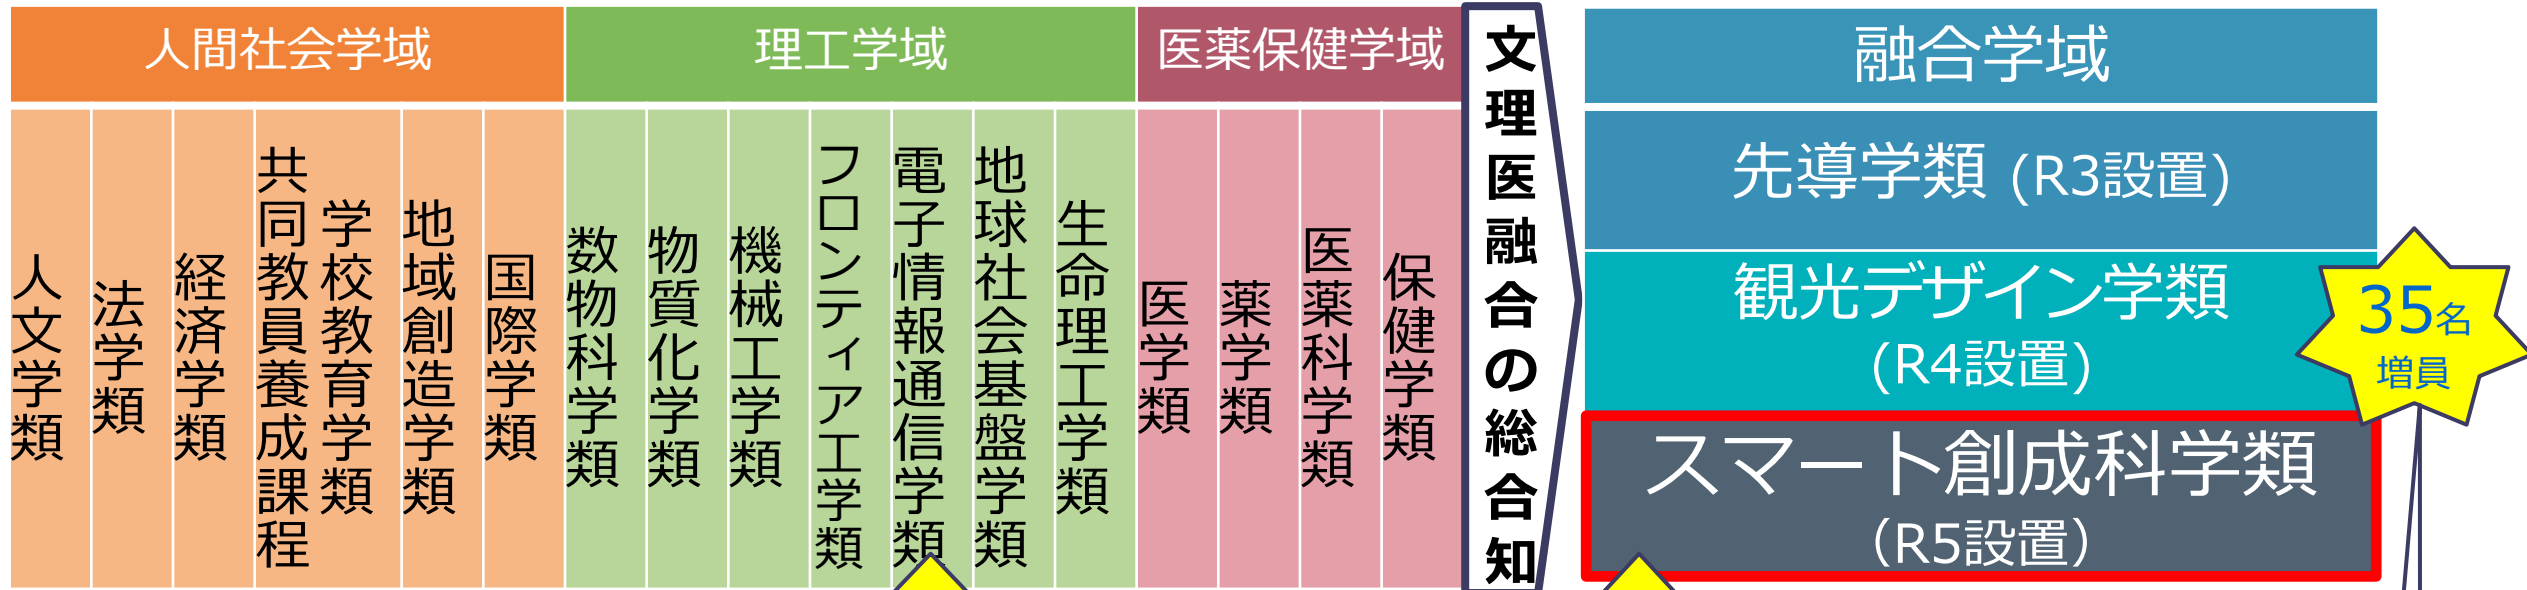 人間社会学域
理工学域
医薬保健学域
人文学類
法学類
経済学類
学校教育学類
共同教員養成課程
地域創造学類
国際学類
数物科学類
物質化学類
機械工学類
フロンティア工学類
電子情報通信学類
地球社会基盤学類
生命理工学類
医学類
薬学類
医薬科学類
保健学類
文理医融合の総合知
融合学域
先導学類 (R3設置)
観光デザイン学類
(R4設置)
スマート創成科学類
(R5設置)
35名
増員